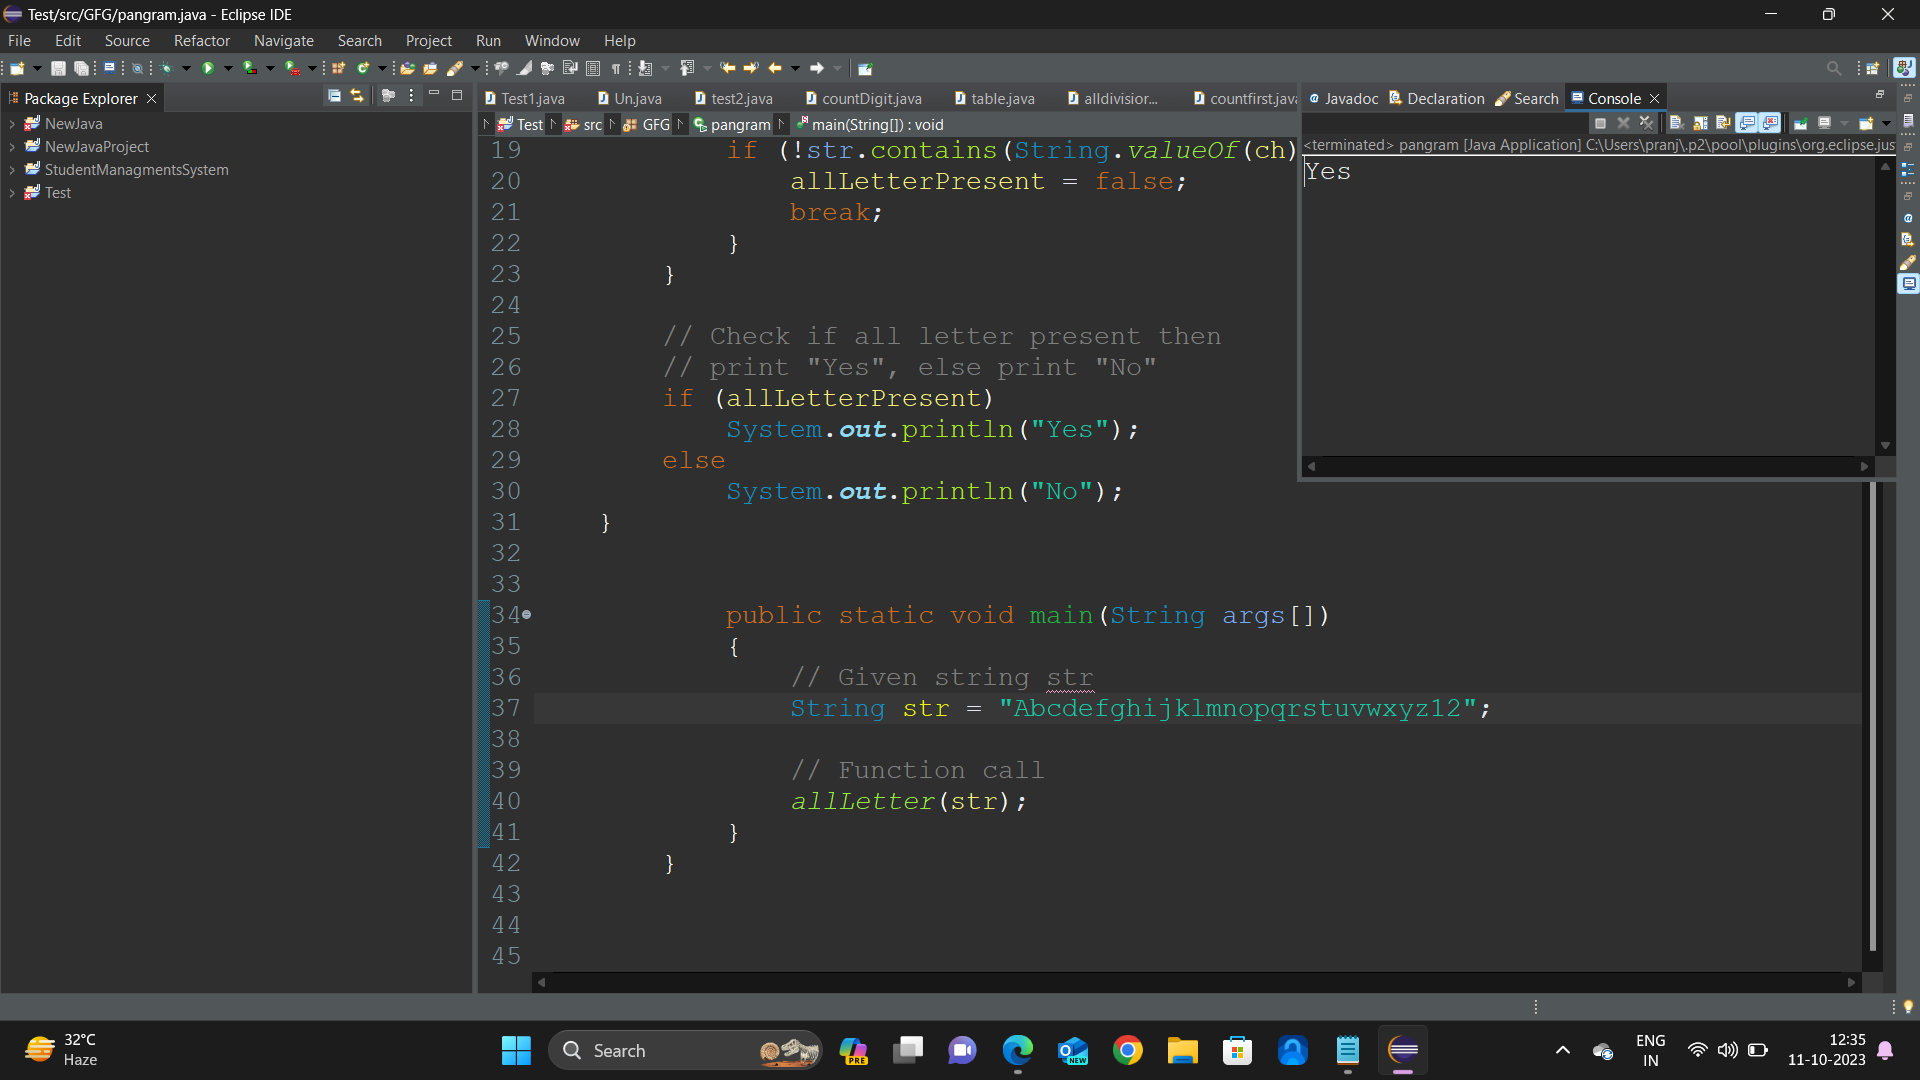 Test/src/GFG/pangram.java - Eclipse IDE
File Edit Source Refactor Navigate Search Project Run Window Help
Package Explorer
NewJava
NewJavaProject
StudentManagmentsSystem
Test
Test1.java Un.java test2.java countDigit.java table.java alldivisior... countfirst.java
Test src GFG pangram main(String[]) : void
19 if (!str.contains(String.valueOf(ch)
20 allLetterPresent = false;
21 break;
22 }
23 }
24
25 // Check if all letter present then
26 // print "Yes", else print "No"
27 if (allLetterPresent)
28 System.out.println("Yes");
29 else
30 System.out.println("No");
31 }
32
33
34 public static void main(String args[])
35 {
36 // Given string str
37 String str = "Abcdefghijklmnopqrstuvwxyz12";
38
39 // Function call
40 allLetter(str);
41 }
42 }
43
44
45
@ Javadoc Declaration Search Console
<terminated> pangram [Java Application] C:\Users\pranj\.p2\pool\plugins\org.eclipse.jus
Yes
32°C
Haze
Search
PRE
NEW
ENG
IN
12:35
11-10-2023